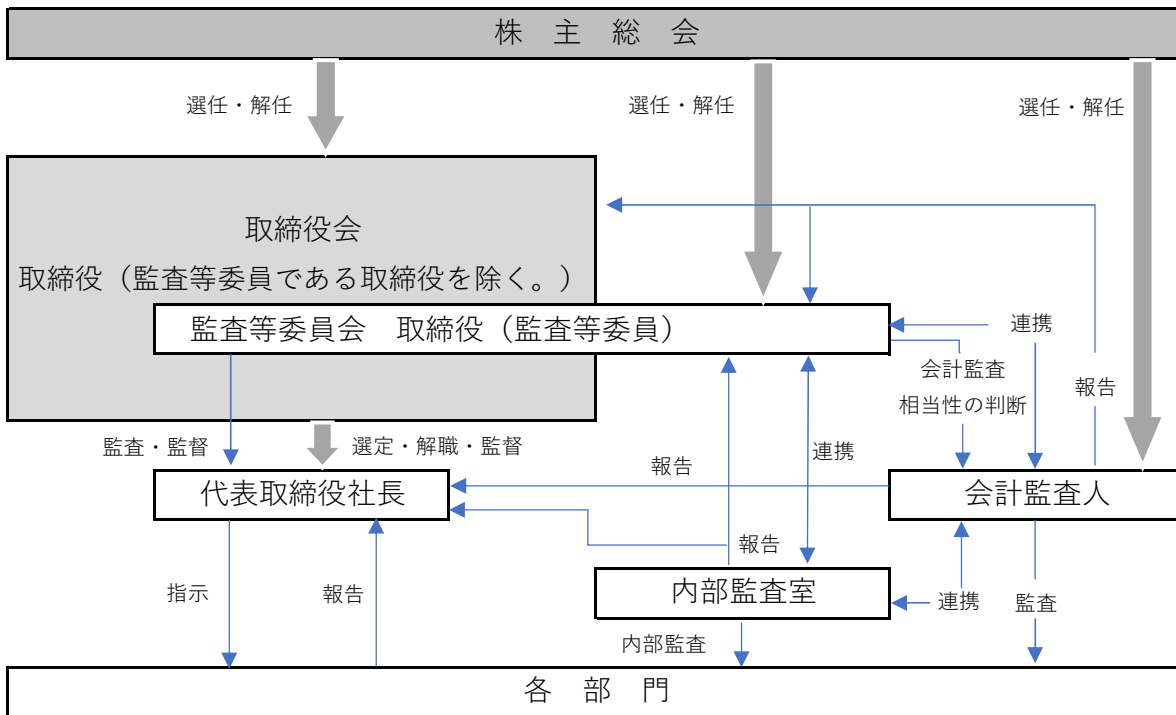 株 主 総 会
選任・解任
選任・解任
選任・解任
取締役会
取締役（監査等委員である取締役を除く。）
監査等委員会 取締役（監査等委員）
連携
会計監査
相当性の判断
報告
監査・監督
選定・解職・監督
報告
連携
代表取締役社長
会計監査人
報告
指示
報告
内部監査室
連携
監査
内部監査
各 部 門